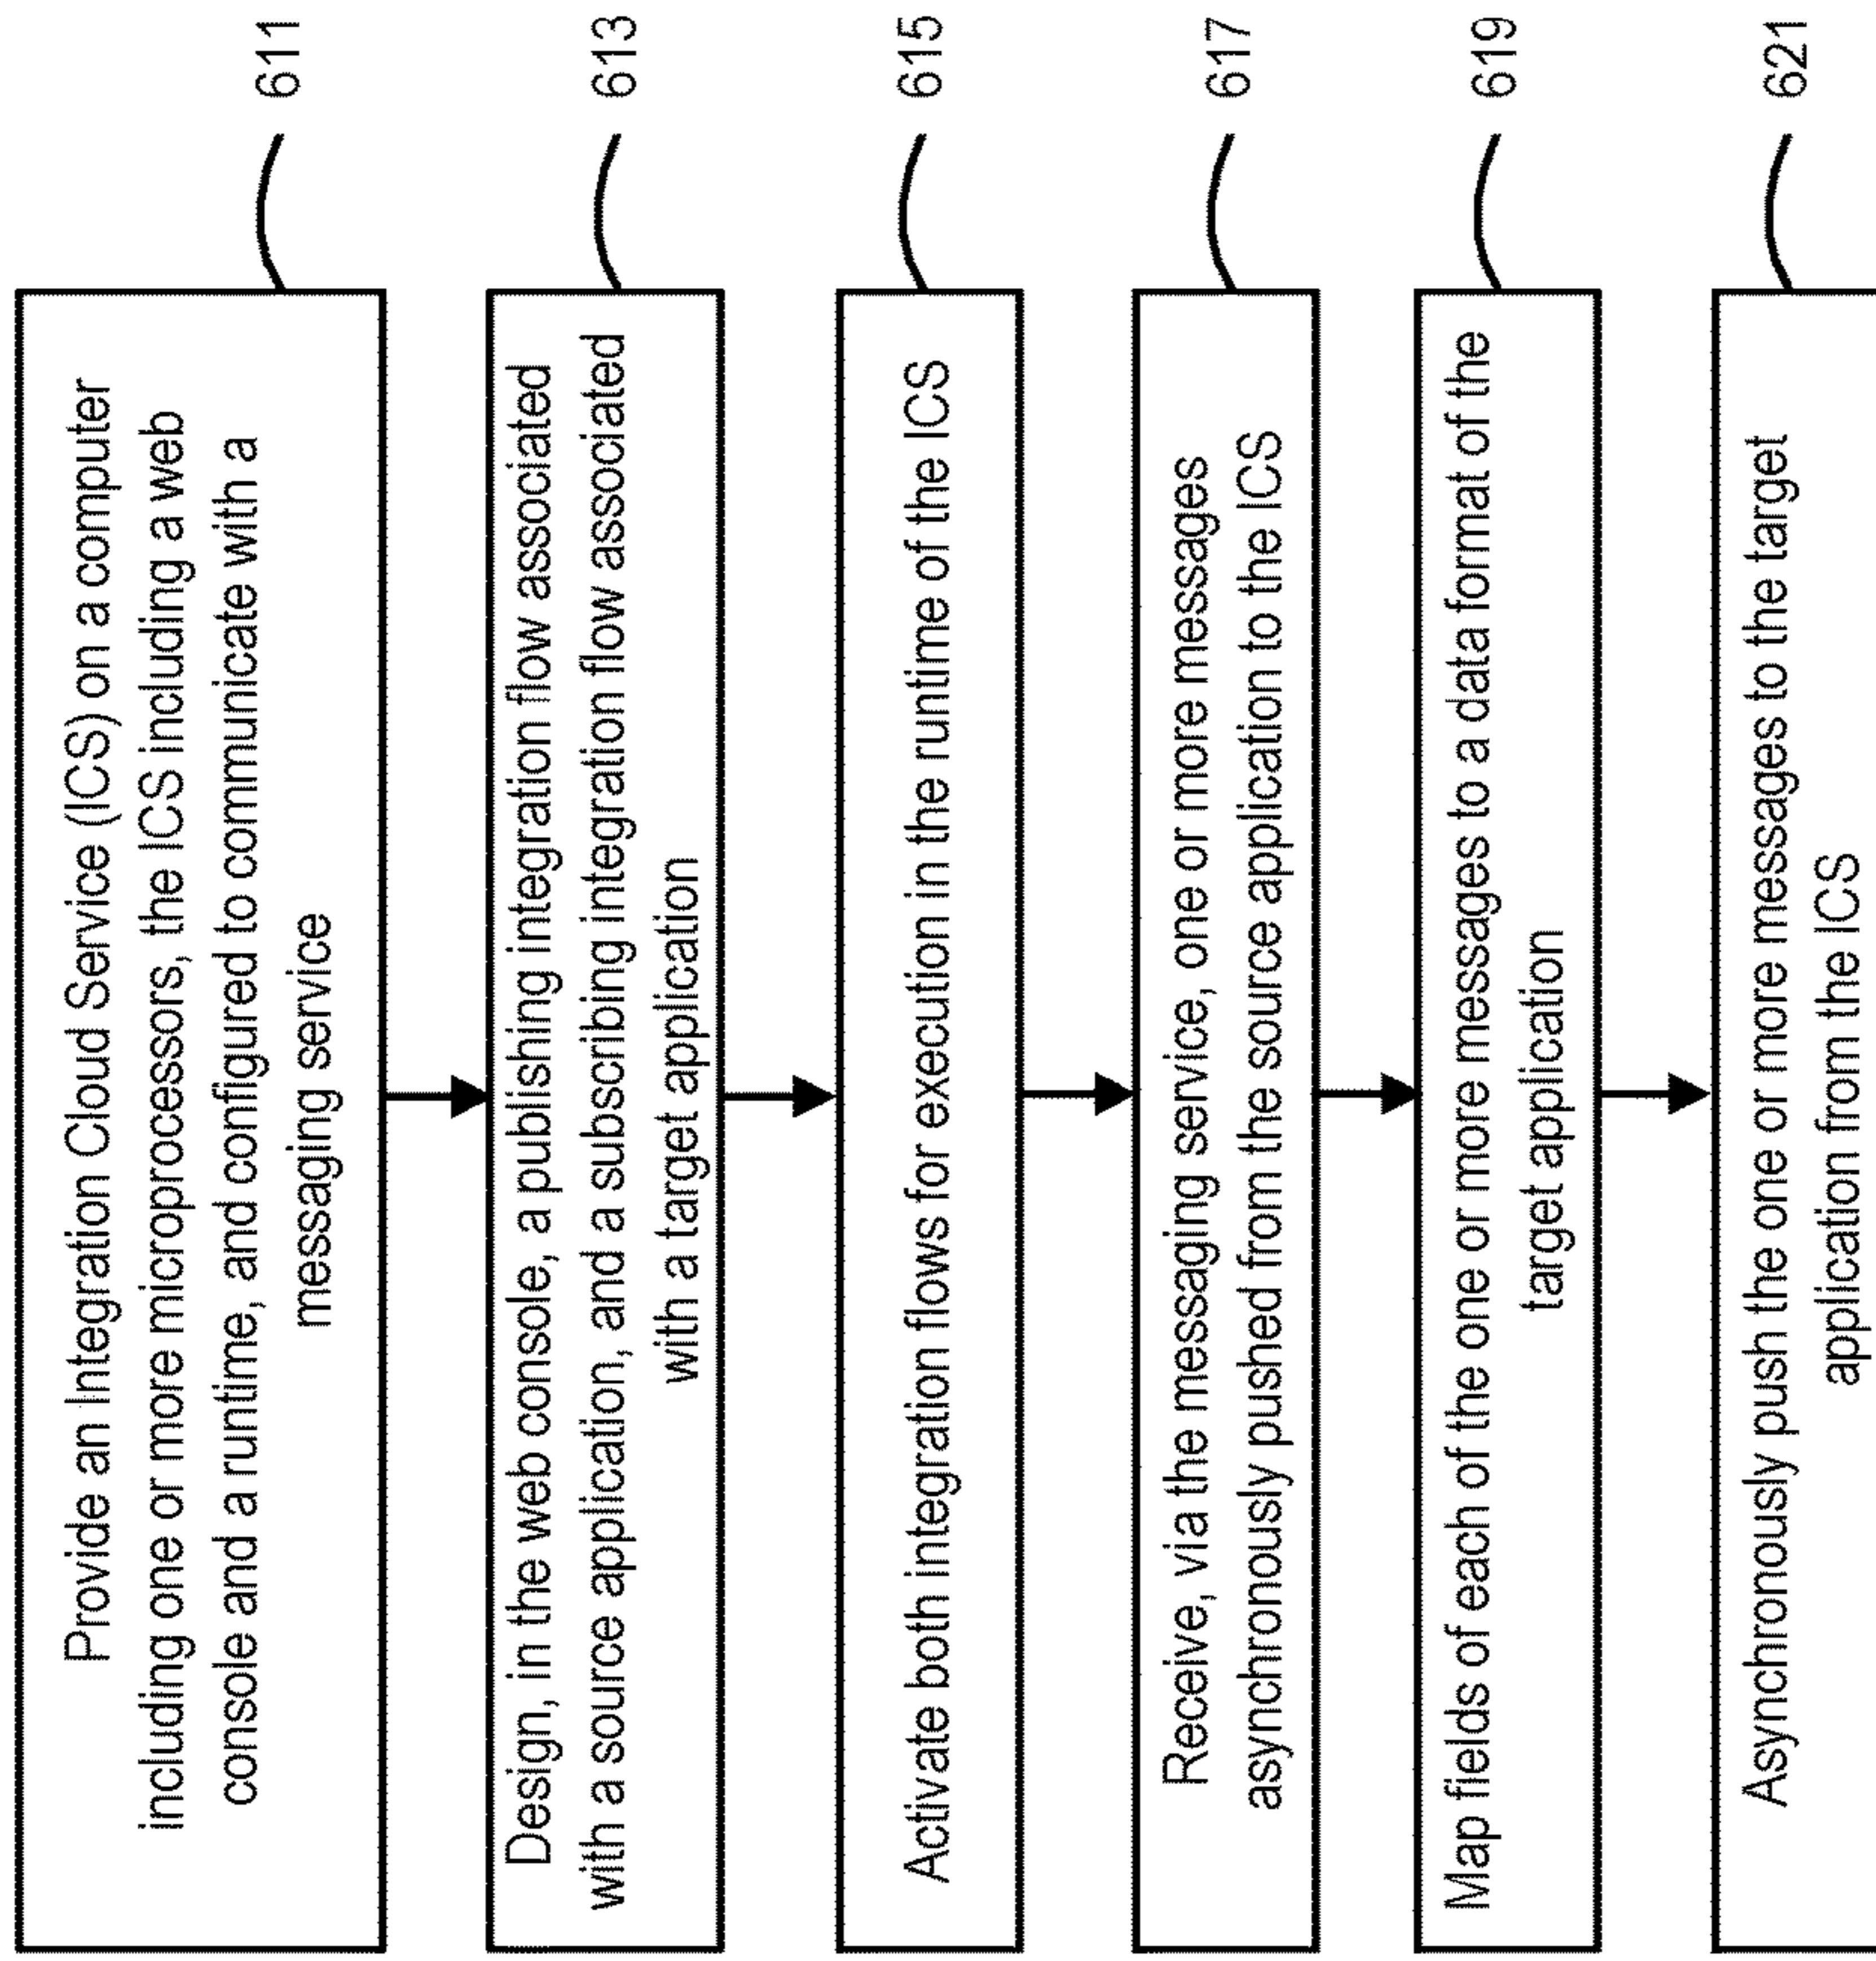 Provide an Integration Cloud Service (ICS) on a computer
including one or more microprocessors, the ICS including a web
console and a runtime, and configured to communicate with a
messaging service
611
Design, in the web console, a publishing integration flow associated
with a source application, and a subscribing integration flow associated
with a target application
613
Activate both integration flows for execution in the runtime of the ICS
615
Receive, via the messaging service, one or more messages
asynchronously pushed from the source application to the ICS
617
Map fields of each of the one or more messages to a data format of the
target application
619
Asynchronously push the one or more messages to the target
application from the ICS
621